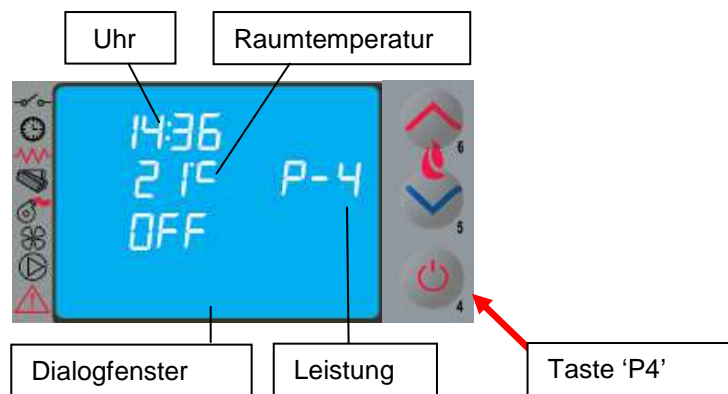 Uhr
Raumtemperatur
14:36
21°C P-4
OFF
6
5
4
Dialogfenster
Leistung
Taste ‘P4’